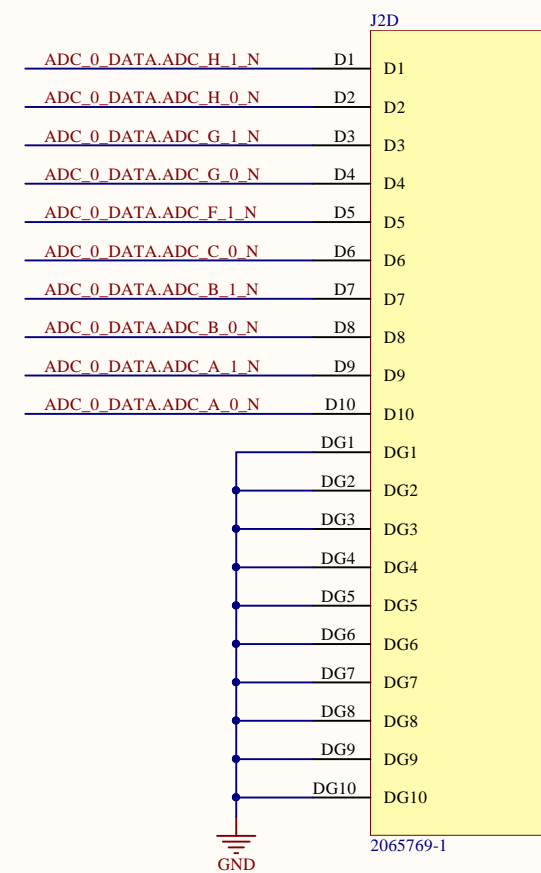 J2D
ADC_0_DATA.ADC_H_1_N D1 D1
ADC_0_DATA.ADC_H_0_N D2 D2
ADC_0_DATA.ADC_G_1_N D3 D3
ADC_0_DATA.ADC_G_0_N D4 D4
ADC_0_DATA.ADC_F_1_N D5 D5
ADC_0_DATA.ADC_C_0_N D6 D6
ADC_0_DATA.ADC_B_1_N D7 D7
ADC_0_DATA.ADC_B_0_N D8 D8
ADC_0_DATA.ADC_A_1_N D9 D9
ADC_0_DATA.ADC_A_0_N D10 D10
DG1 DG1
DG2 DG2
DG3 DG3
DG4 DG4
DG5 DG5
DG6 DG6
DG7 DG7
DG8 DG8
DG9 DG9
DG10 DG10
2065769-1
GND